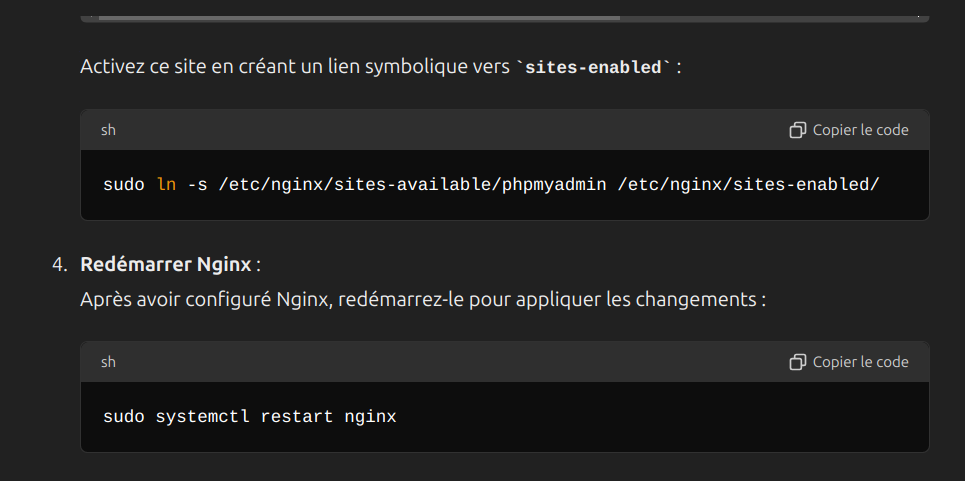 Activez ce site en créant un lien symbolique vers `sites-enabled` :
sh
Copier le code
sudo ln -s /etc/nginx/sites-available/phpmyadmin /etc/nginx/sites-enabled/
4. Redémarrer Nginx :
Après avoir configuré Nginx, redémarrez-le pour appliquer les changements :
sh
Copier le code
sudo systemctl restart nginx